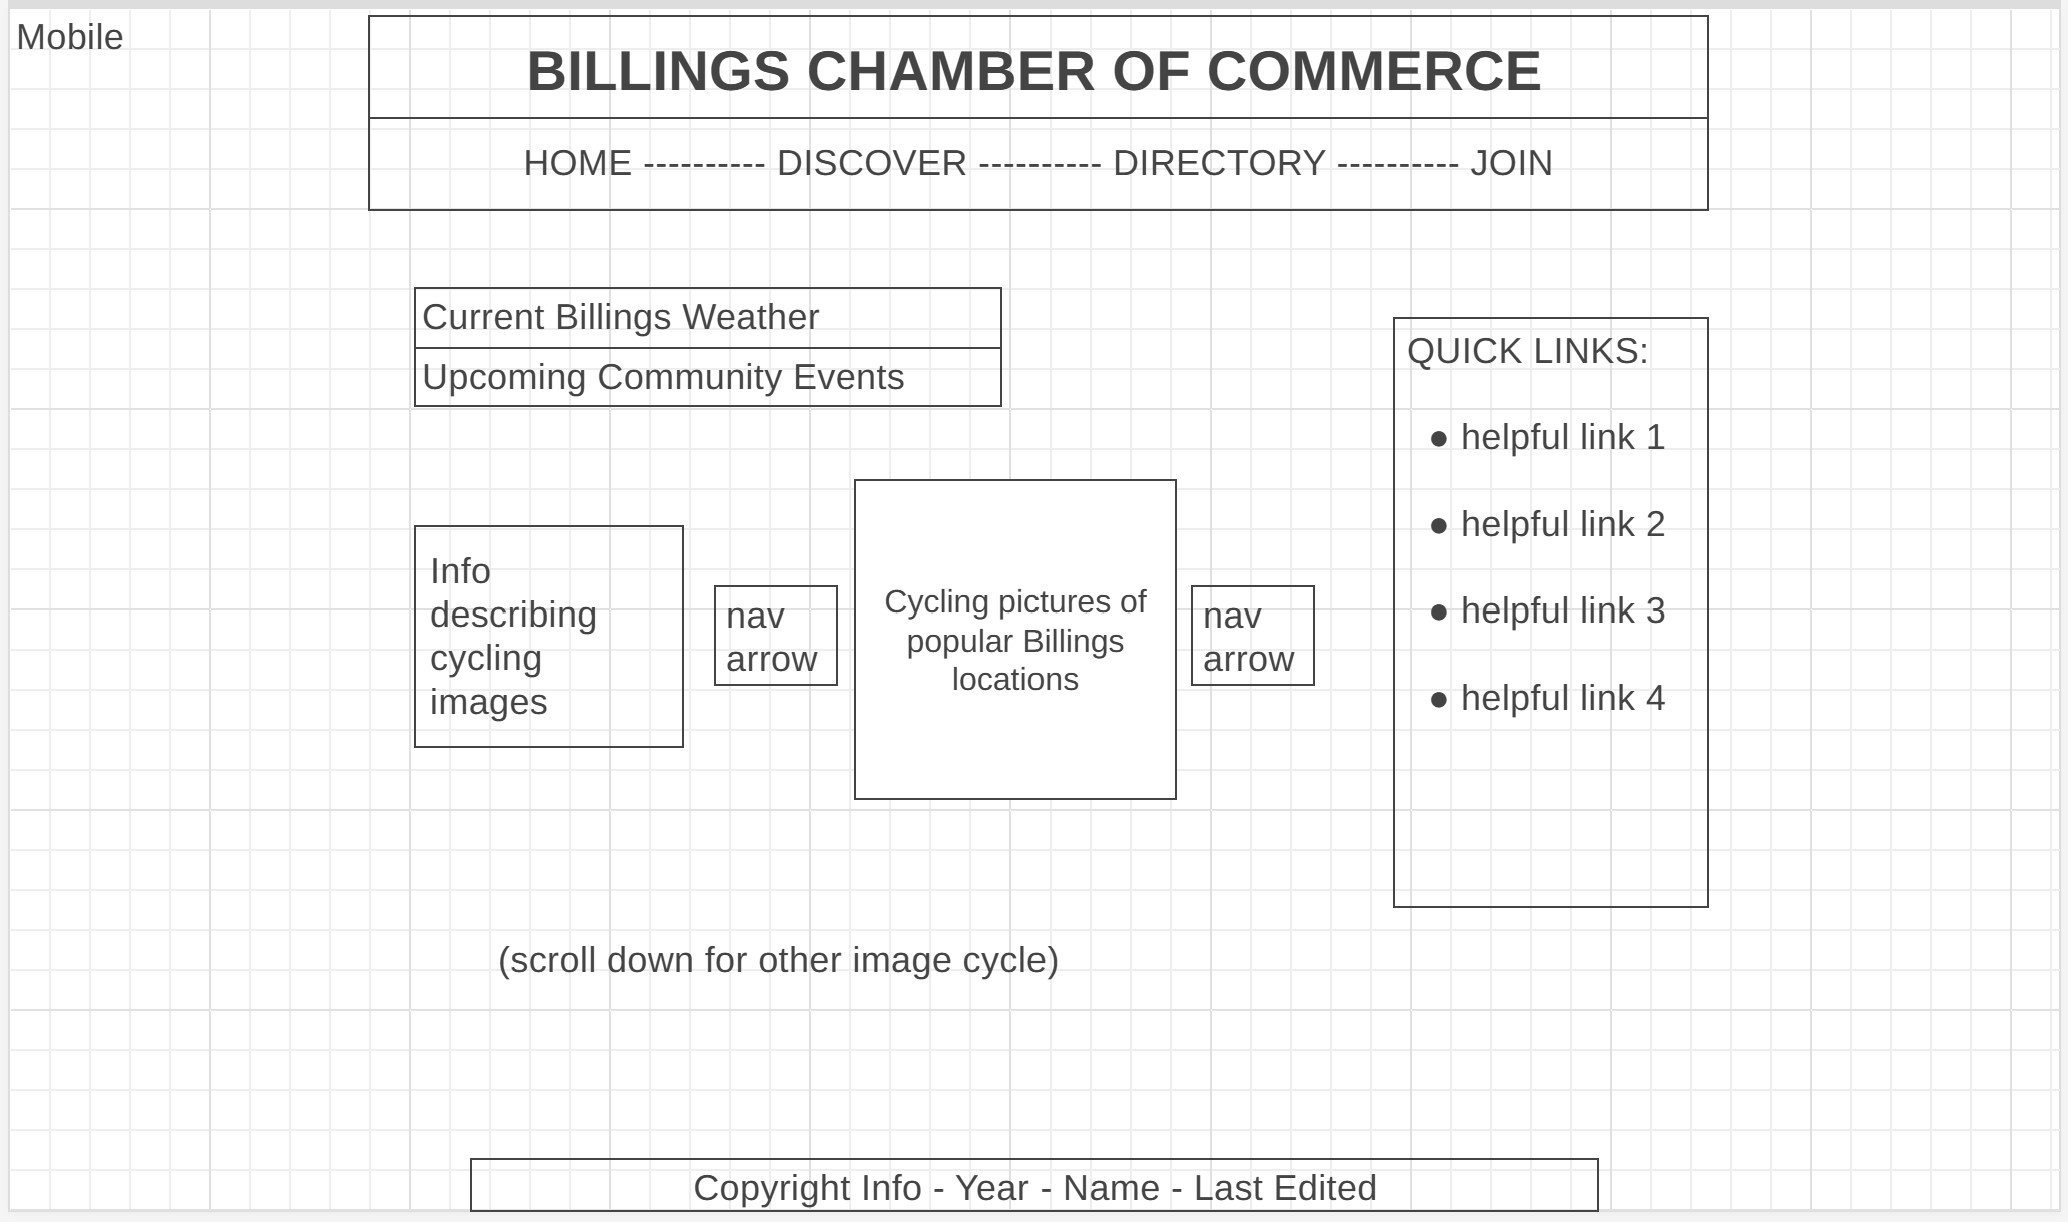 Mobile
BILLINGS CHAMBER OF COMMERCE
HOME ---------- DISCOVER ---------- DIRECTORY ---------- JOIN
Current Billings Weather
Upcoming Community Events
Info
describing
cycling
images
nav
arrow
Cycling pictures of
popular Billings
locations
nav
arrow
QUICK LINKS:
● helpful link 1
● helpful link 2
● helpful link 3
● helpful link 4
(scroll down for other image cycle)
Copyright Info - Year - Name - Last Edited